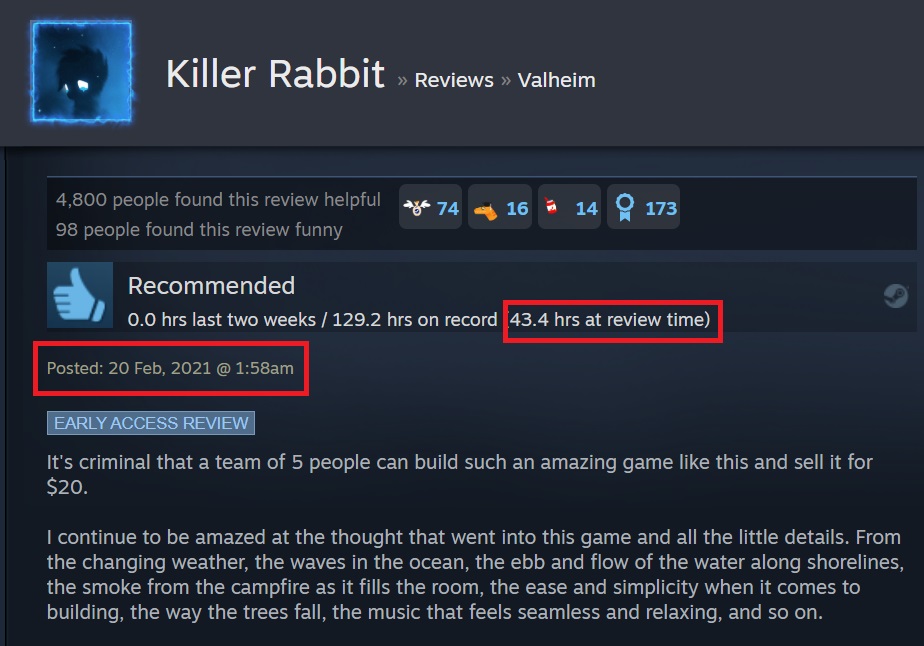 Killer Rabbit » Reviews » Valheim
4,800 people found this review helpful
98 people found this review funny
74 16 14 173
Recommended
0.0 hrs last two weeks / 129.2 hrs on record (43.4 hrs at review time)
Posted: 20 Feb, 2021 @ 1:58am
EARLY ACCESS REVIEW
It's criminal that a team of 5 people can build such an amazing game like this and sell it for
$20.
I continue to be amazed at the thought that went into this game and all the little details. From
the changing weather, the waves in the ocean, the ebb and flow of the water along shorelines,
the smoke from the campfire as it fills the room, the ease and simplicity when it comes to
building, the way the trees fall, the music that feels seamless and relaxing, and so on.